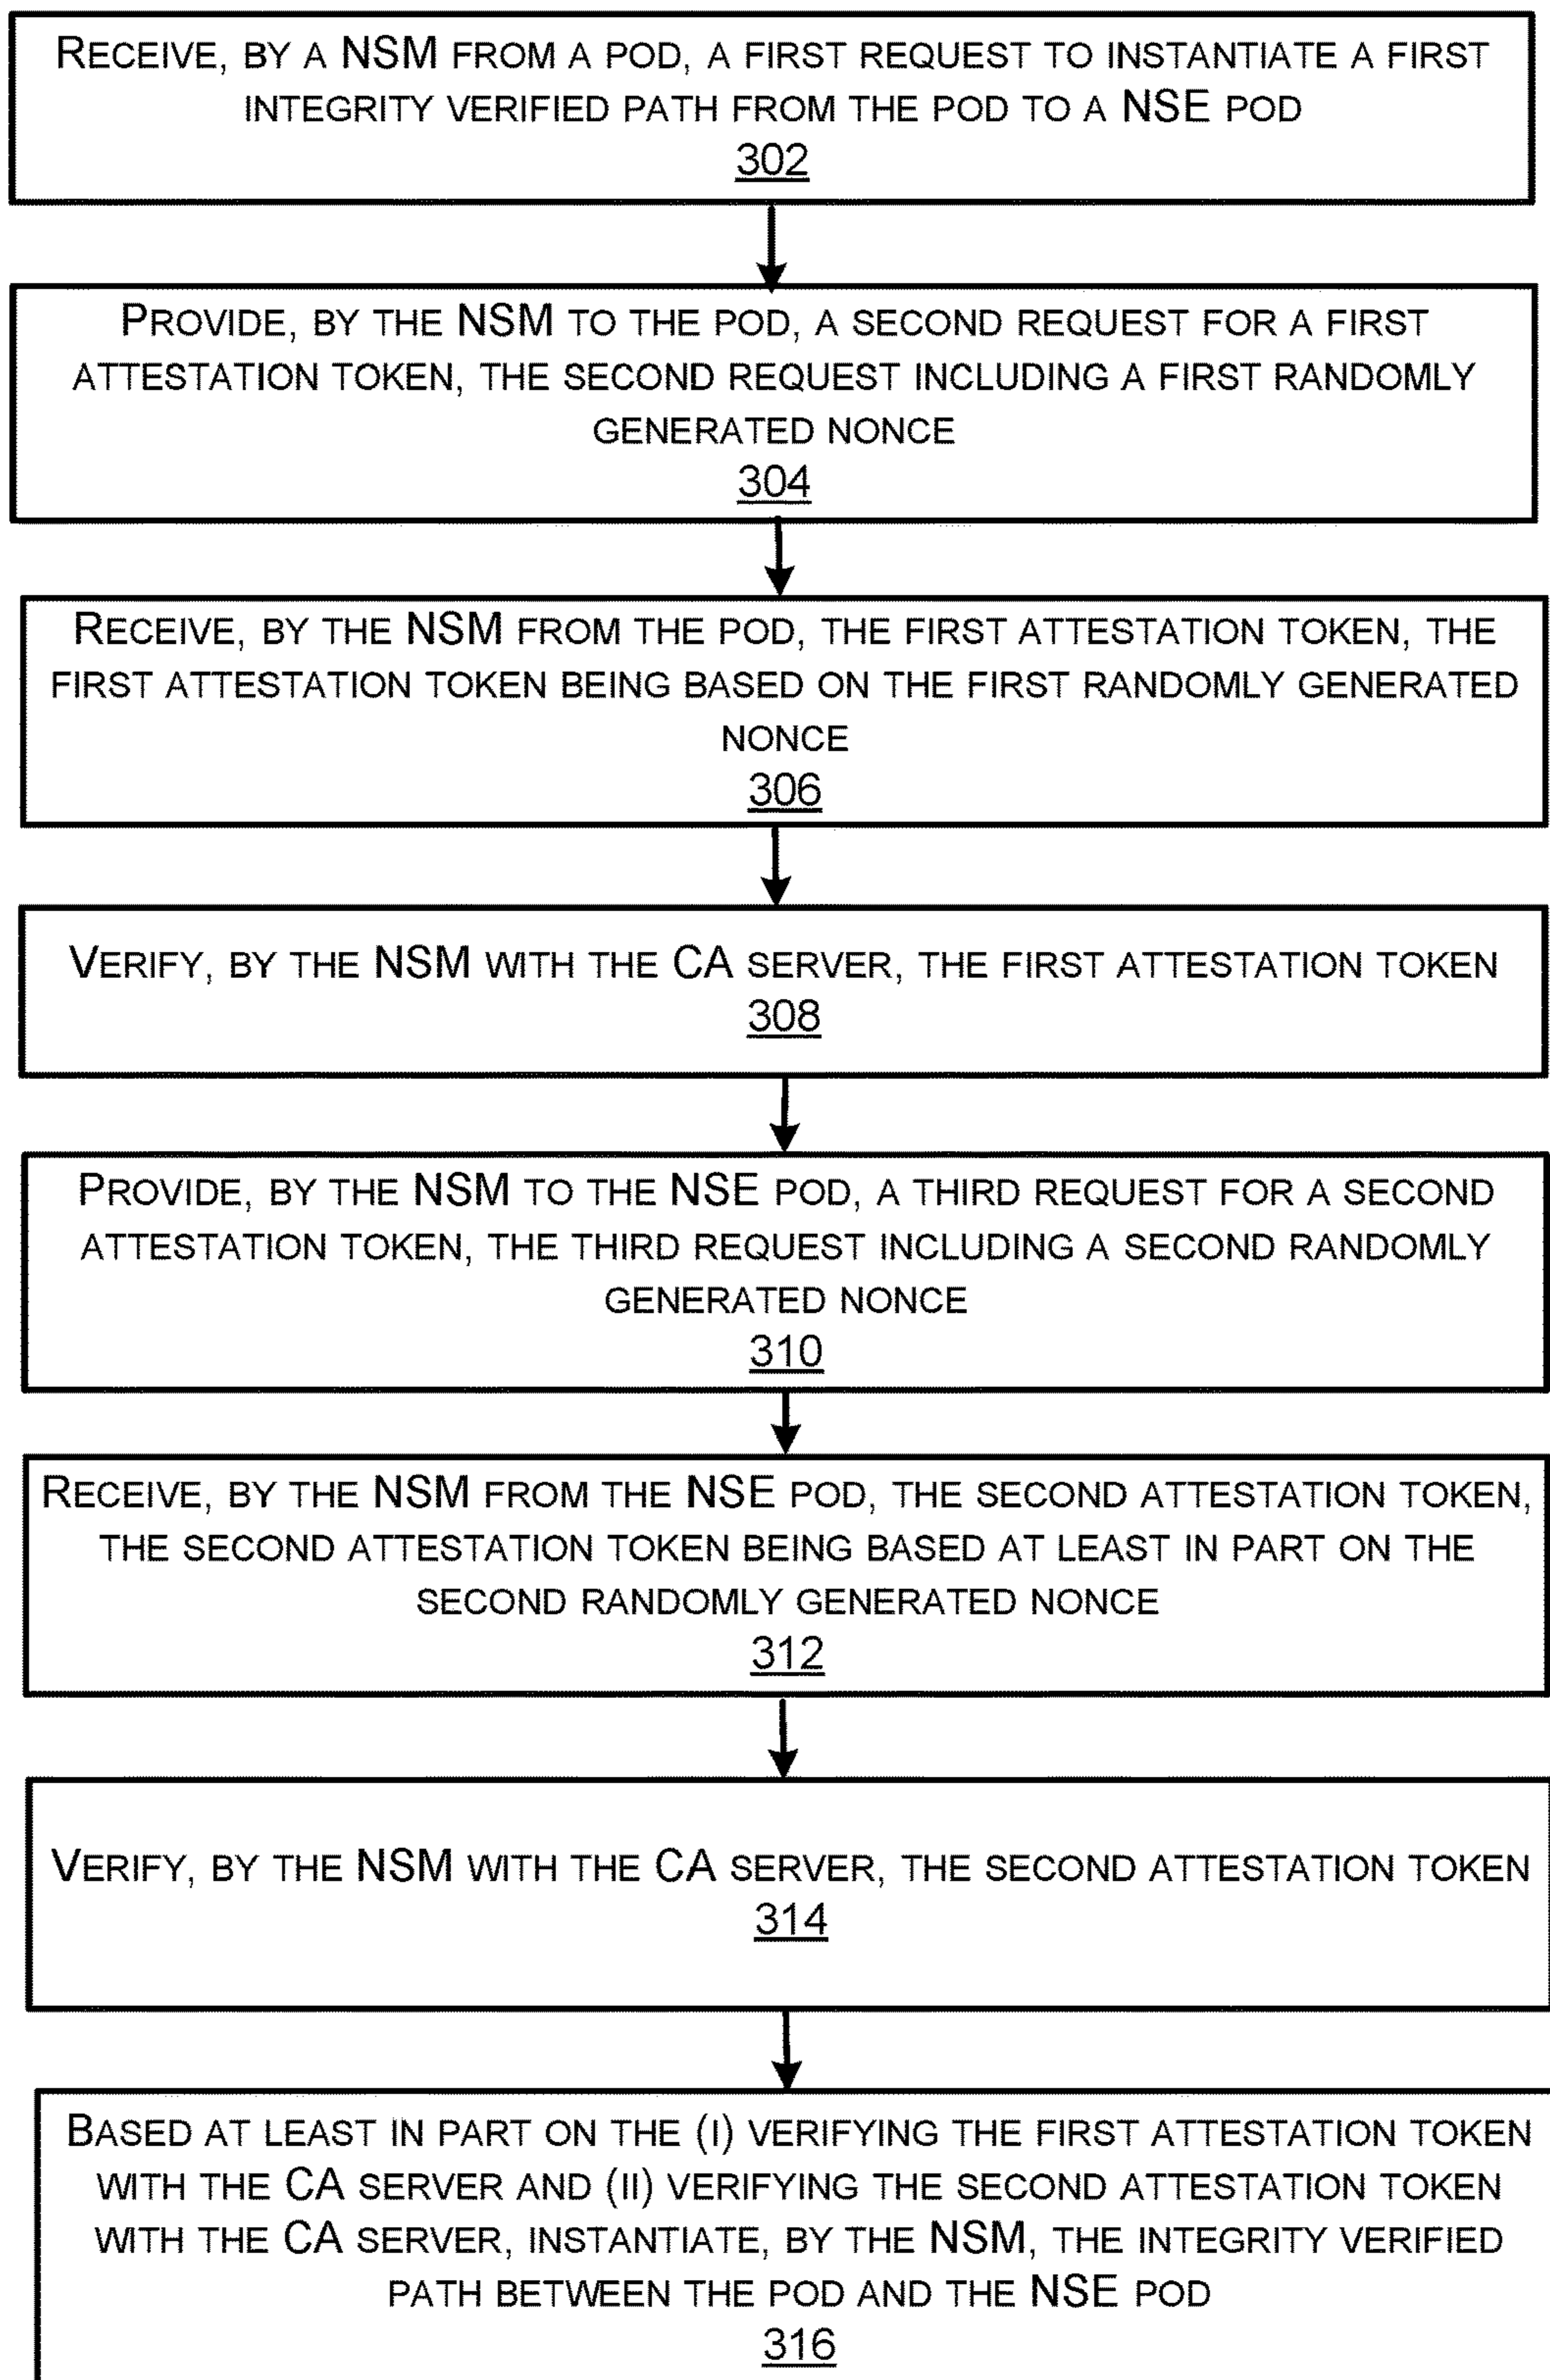 RECEIVE, BY A NSM FROM A POD, A FIRST REQUEST TO INSTANTIATE A FIRST
INTEGRITY VERIFIED PATH FROM THE POD TO A NSE POD
302
PROVIDE, BY THE NSM TO THE POD, A SECOND REQUEST FOR A FIRST
ATTESTATION TOKEN, THE SECOND REQUEST INCLUDING A FIRST RANDOMLY
GENERATED NONCE
304
RECEIVE, BY THE NSM FROM THE POD, THE FIRST ATTESTATION TOKEN, THE
FIRST ATTESTATION TOKEN BEING BASED ON THE FIRST RANDOMLY GENERATED
NONCE
306
VERIFY, BY THE NSM WITH THE CA SERVER, THE FIRST ATTESTATION TOKEN
308
PROVIDE, BY THE NSM TO THE NSE POD, A THIRD REQUEST FOR A SECOND
ATTESTATION TOKEN, THE THIRD REQUEST INCLUDING A SECOND RANDOMLY
GENERATED NONCE
310
RECEIVE, BY THE NSM FROM THE NSE POD, THE SECOND ATTESTATION TOKEN,
THE SECOND ATTESTATION TOKEN BEING BASED AT LEAST IN PART ON THE
SECOND RANDOMLY GENERATED NONCE
312
VERIFY, BY THE NSM WITH THE CA SERVER, THE SECOND ATTESTATION TOKEN
314
BASED AT LEAST IN PART ON THE (I) VERIFYING THE FIRST ATTESTATION TOKEN
WITH THE CA SERVER AND (II) VERIFYING THE SECOND ATTESTATION TOKEN
WITH THE CA SERVER, INSTANTIATE, BY THE NSM, THE INTEGRITY VERIFIED
PATH BETWEEN THE POD AND THE NSE POD
316